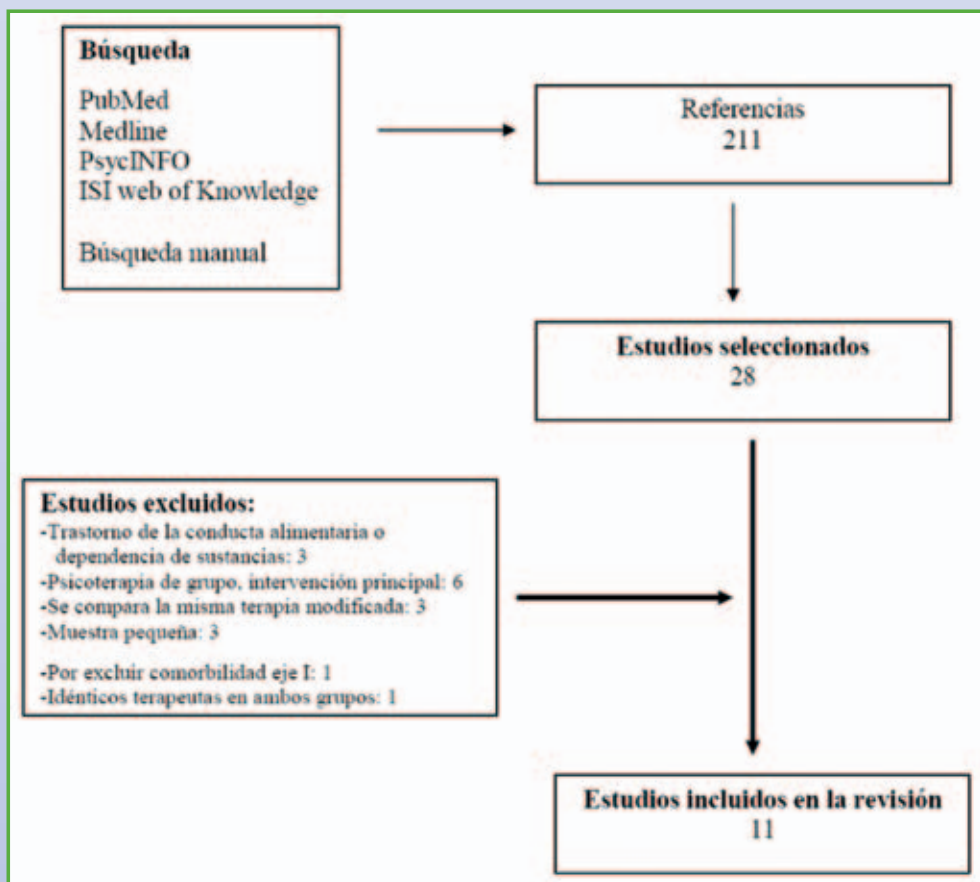 Búsqueda
PubMed
Medline
PsycINFO
ISI web of Knowledge
Búsqueda manual
Referencias
211
Estudios seleccionados
28
Estudios excluidos:
-Trastorno de la conducta alimentaria o
dependencia de sustancias: 3
-Psicoterapia de grupo, intervención principal: 6
-Se compara la misma terapia modificada: 3
-Muestra pequeña: 3
-Por excluir comorbilidad eje I: 1
-Idénticos terapeutas en ambos grupos: 1
Estudios incluidos en la revisión
11